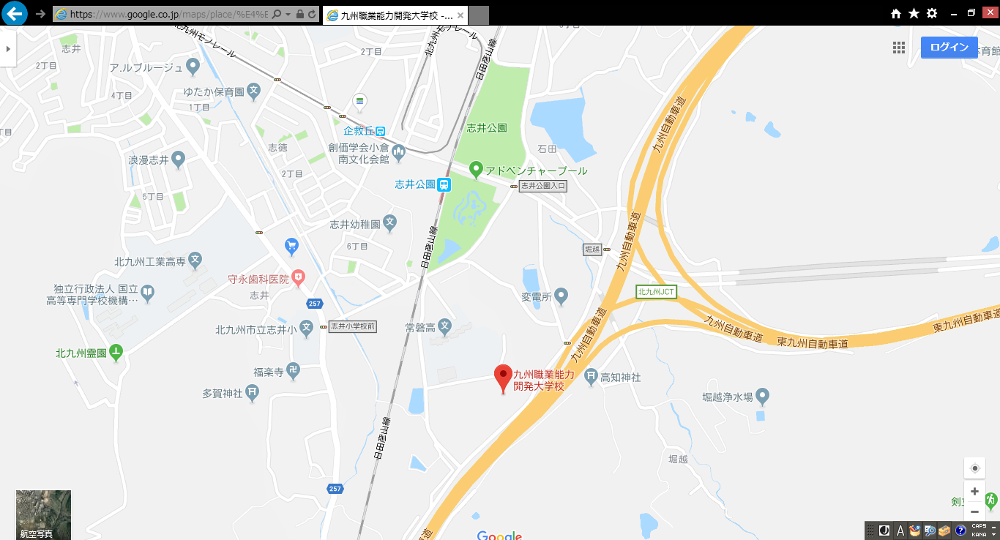 https://www.google.co.jp/maps/place/%E4%E
九州職業能力開発大学校 -...
ログイン
北九州モノレール
北九州モノレール
日田彦山線
志井
2丁目
2丁目
3丁目
ア.ルブルージュ
4丁目
ゆたか保育園
1丁目
九州自動車道
企救丘
志井公園
志徳
石田
創価学会小倉
南文化会館
浪漫志井
2丁目
アドベンチャープール
志井公園
志井公園入口
5丁目
志井幼稚園
6丁目
日田彦山線
九州自動車道
堀越
北九州工業高専
守永歯科医院
志井
独立行政法人 国立
高等専門学校機構…
変電所
北九州JCT
257
北九州市立志井小
志井小学校前
常磐高
九州自動車道
九州自動車道
東九州自動車道
東九州自動車道
北九州霊園
福楽寺
九州職業能力
開発大学校
高知神社
多賀神社
堀越浄水場
日田彦山線
堀越
257
剣立
九州自動車道
航空写真
Google
A
CAPS
KANA